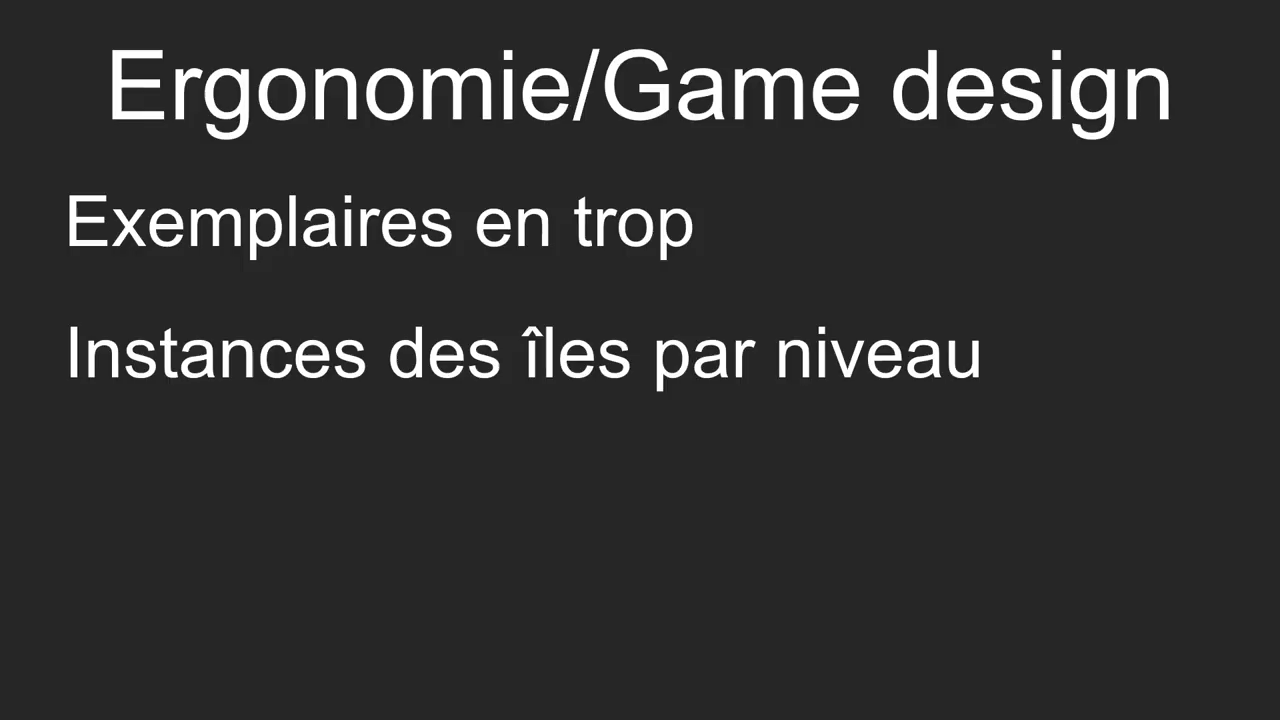 Ergonomie/Game design
Exemplaires en trop
Instances des îles par niveau